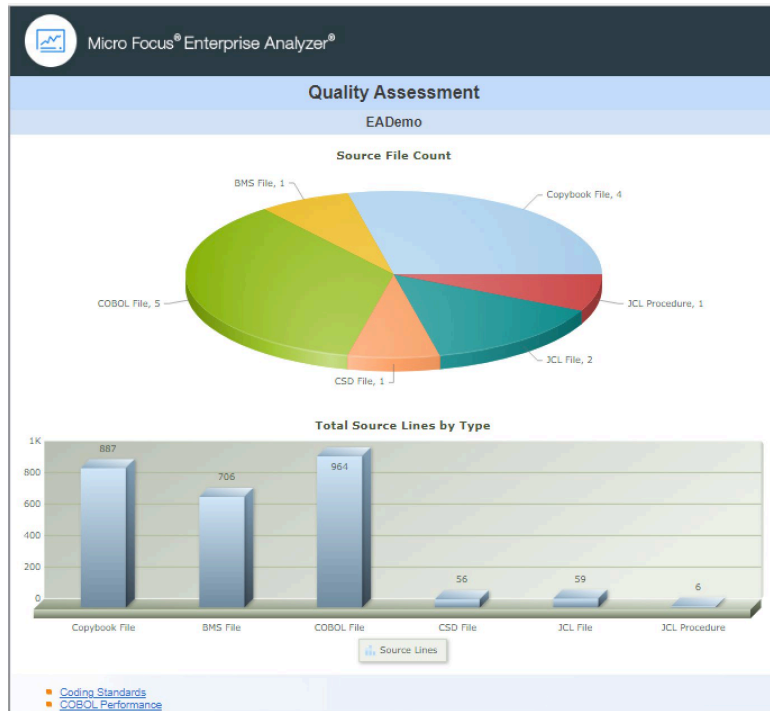 Micro Focus® Enterprise Analyzer®
Quality Assessment
EADemo
Source File Count
BMS File, 1
Copybook File, 4
COBOL File, 5
JCL Procedure, 1
JCL File, 2
CSD File, 1
Total Source Lines by Type
1K
800
600
400
200
0
887
706
964
56
59
6
Copybook File
BMS File
COBOL File
CSD File
JCL File
JCL Procedure
Source Lines
Coding Standards
COBOL Performance